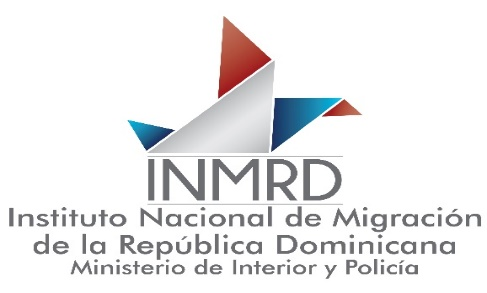 INMRD
Instituto Nacional de Migración
de la República Dominicana
Ministerio de Interior y Policía